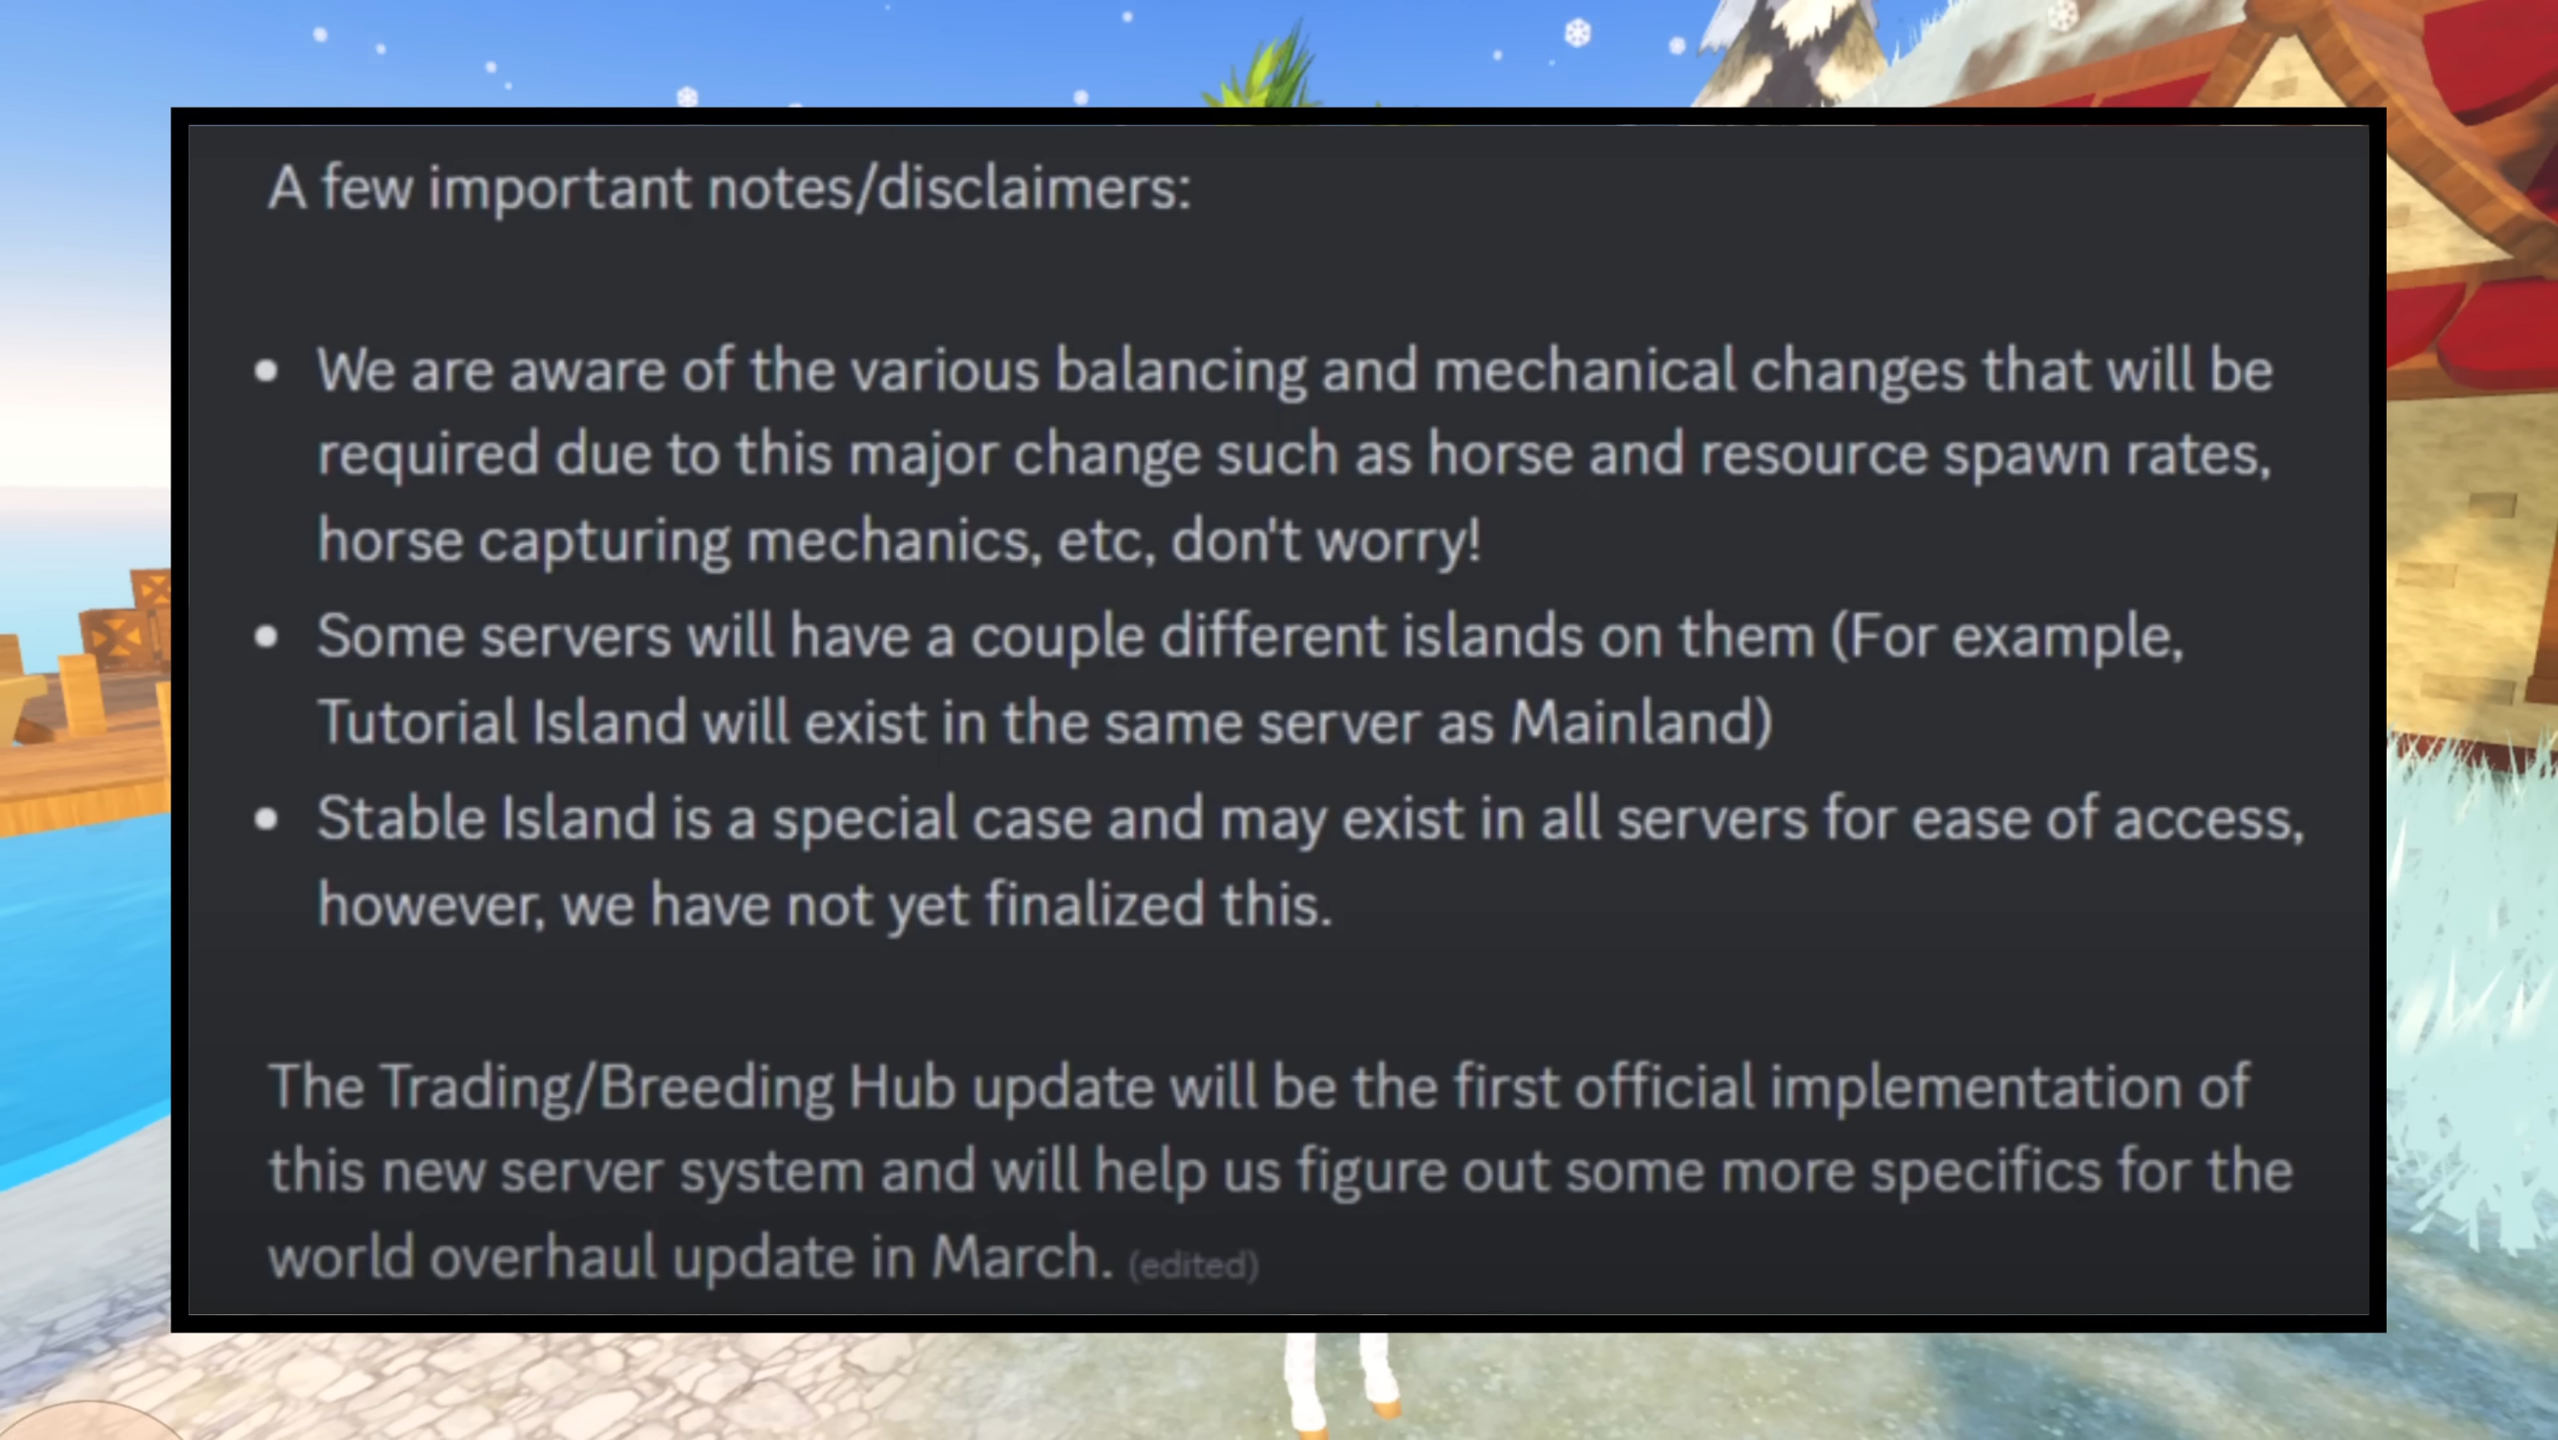 A few important notes/disclaimers:
• We are aware of the various balancing and mechanical changes that will be
required due to this major change such as horse and resource spawn rates,
horse capturing mechanics, etc, don't worry!
• Some servers will have a couple different islands on them (For example,
Tutorial Island will exist in the same server as Mainland)
• Stable Island is a special case and may exist in all servers for ease of access,
however, we have not yet finalized this.
The Trading/Breeding Hub update will be the first official implementation of
this new server system and will help us figure out some more specifics for the
world overhaul update in March. (edited)